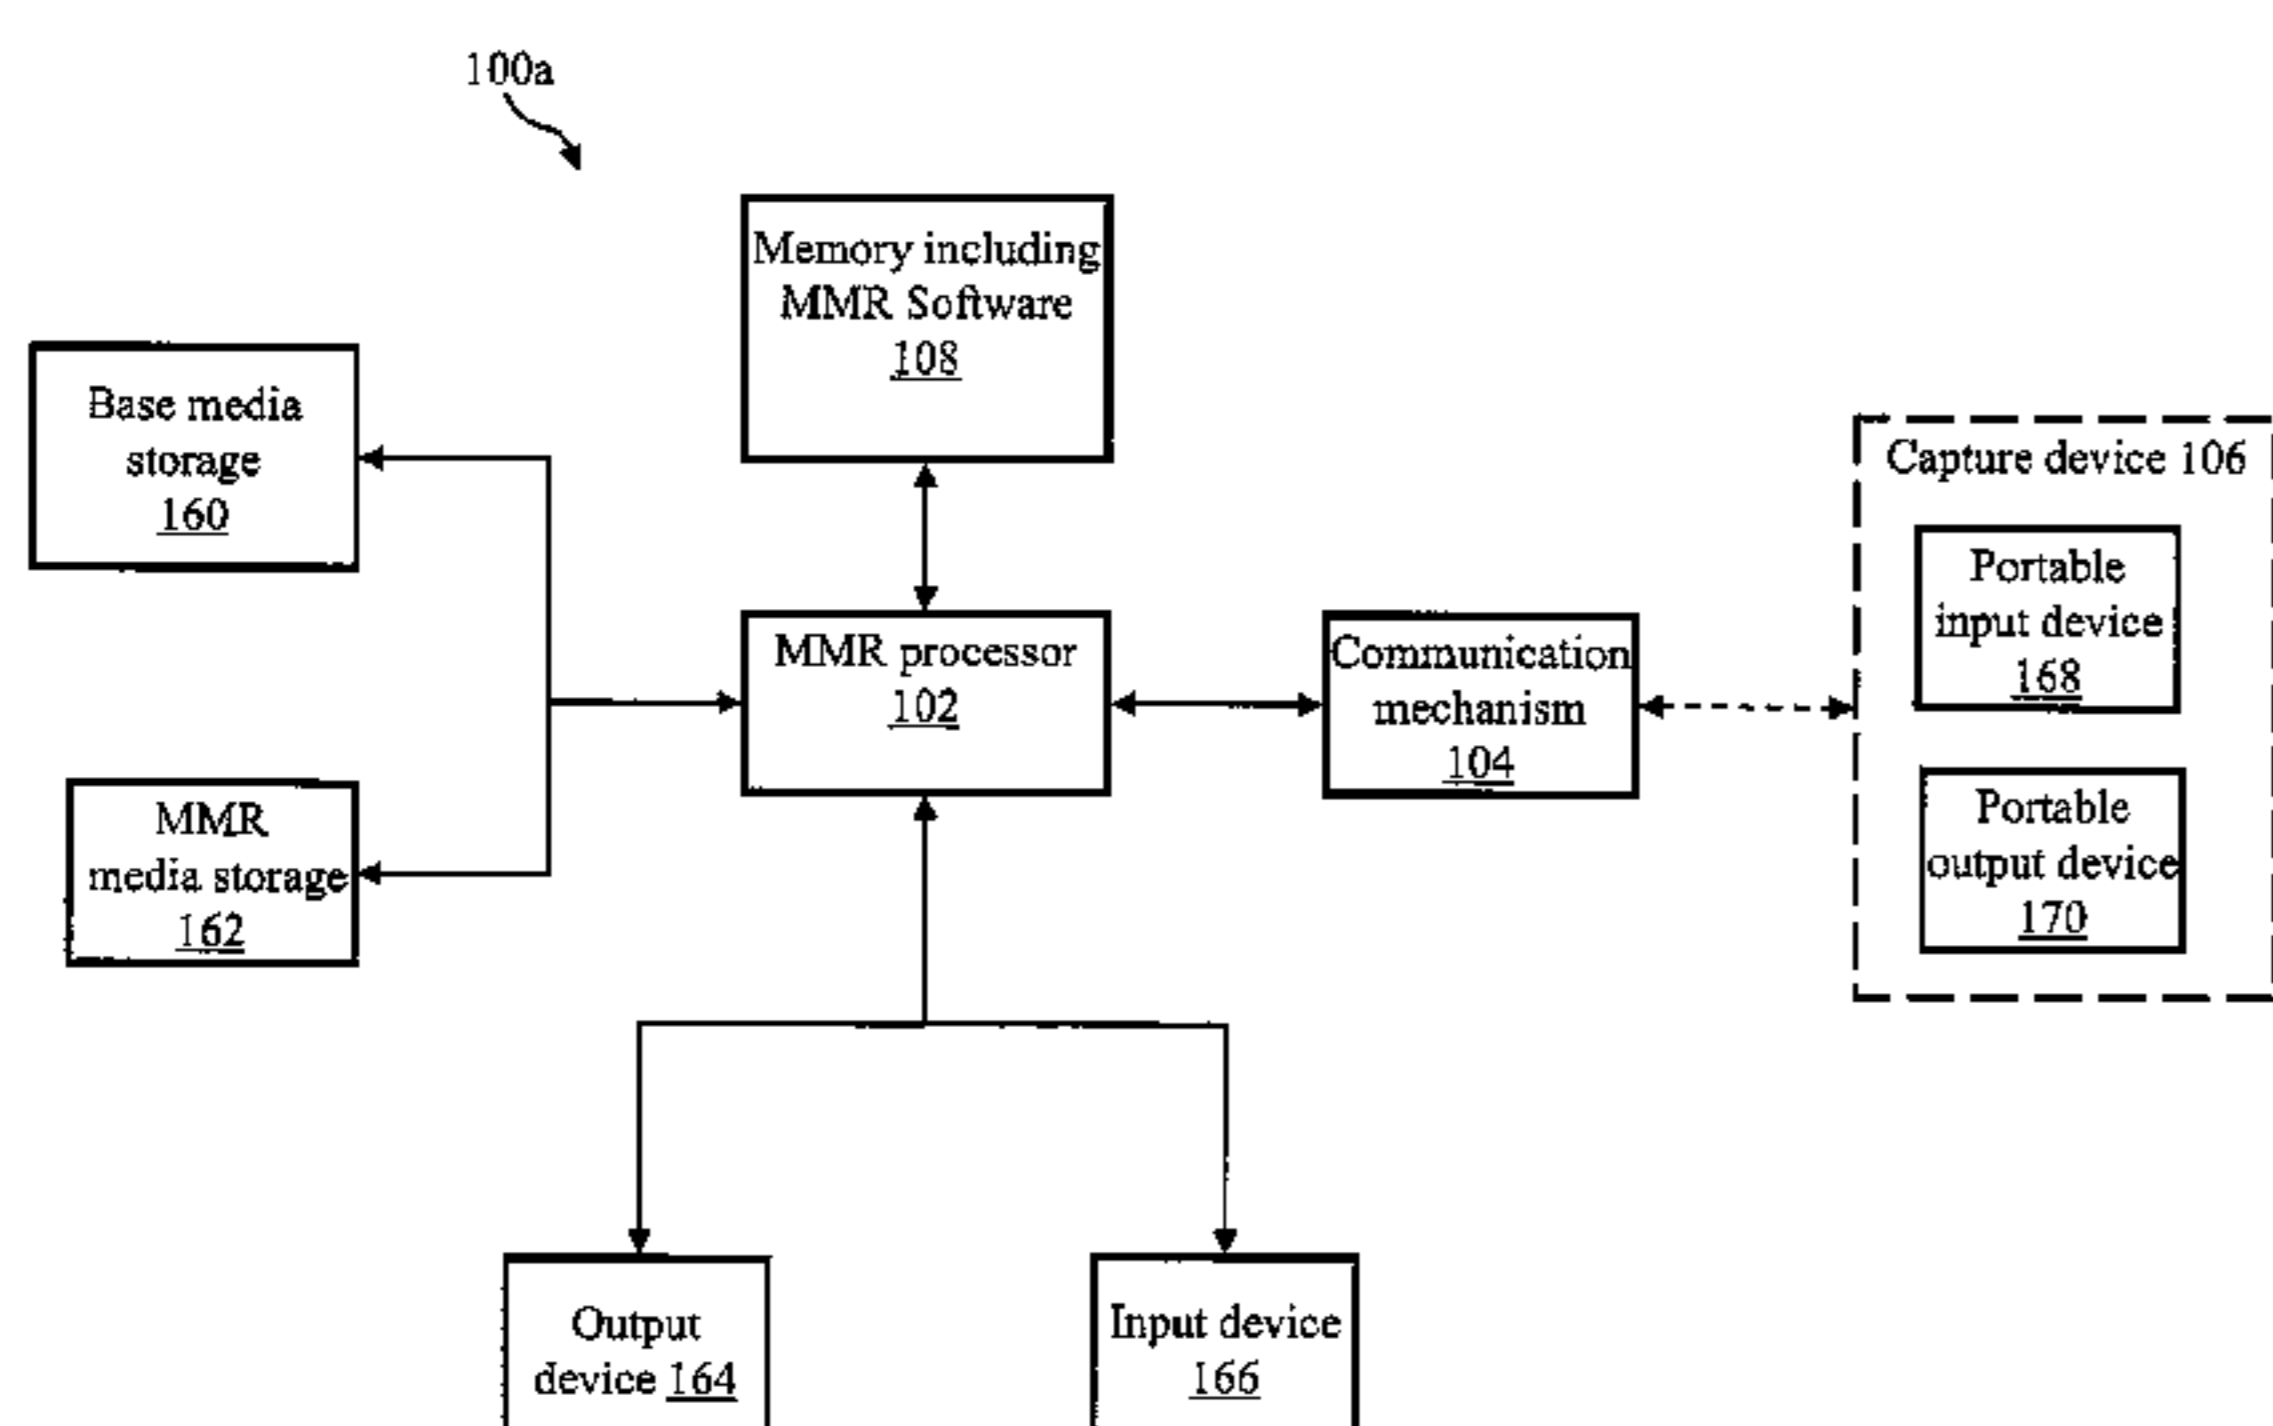 100a
Memory including
MMR Software
108
Base media
storage
160
Capture device 106
Portable
input device
168
MMR processor
102
Communication
mechanism
104
Portable
output device
170
MMR
media storage
162
Output
device 164
Input device
166